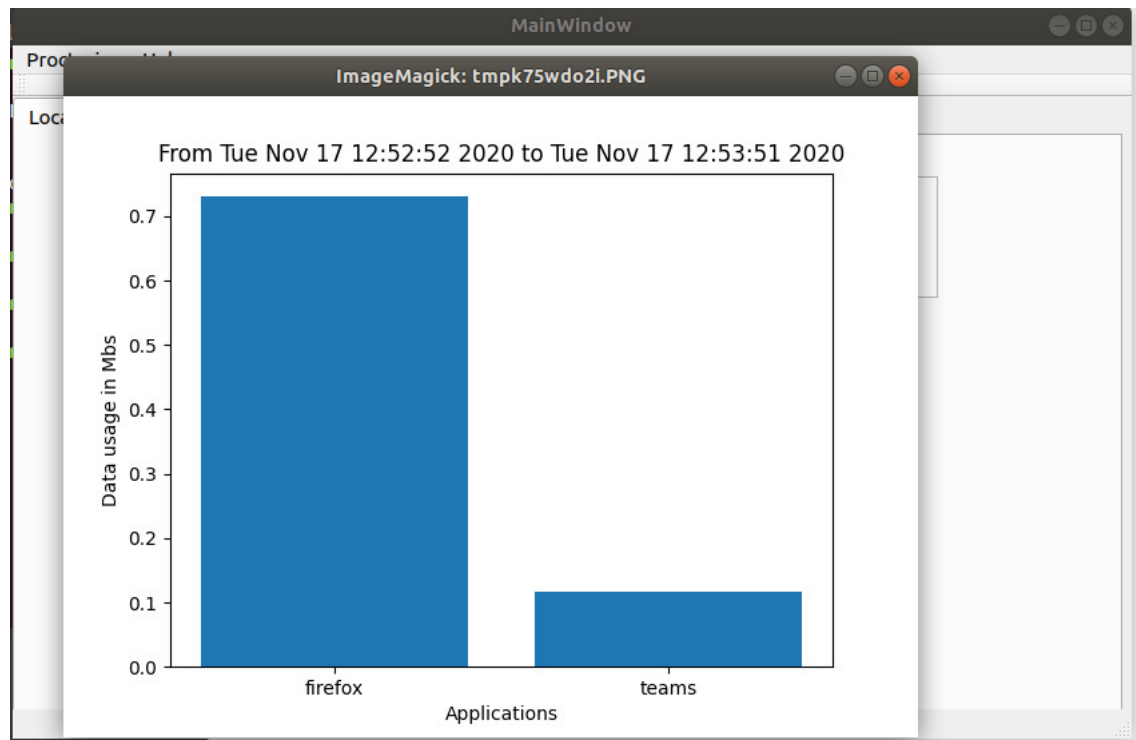 MainWindow
ImageMagick: tmpk75wdo2i.PNG
From Tue Nov 17 12:52:52 2020 to Tue Nov 17 12:53:51 2020
0.7
0.6
0.5
0.4
0.3
0.2
0.1
0.0
Data usage in Mbs
firefox teams
Applications